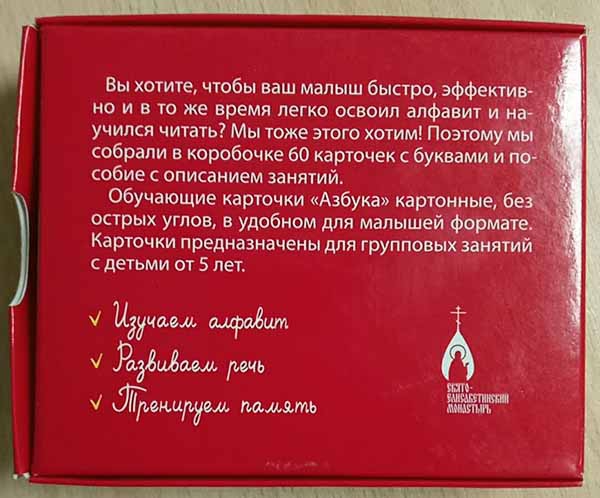 Вы хотите, чтобы ваш малыш быстро, эффектив-
но и в то же время легко освоил алфавит и на-
учился читать? Мы тоже этого хотим! Поэтому мы
собрали в коробочке 60 карточек с буквами и по-
собие с описанием занятий.
Обучающие карточки «Азбука» картонные, без
острых углов, в удобном для малышей формате.
Карточки предназначены для групповых занятий
с детьми от 5 лет.
Изучаем алфавит
Развиваем речь
Тренируем память
СВЯТО-
ЕЛИСАВЕТИНСКИЙ
МОНАСТЫРЬ